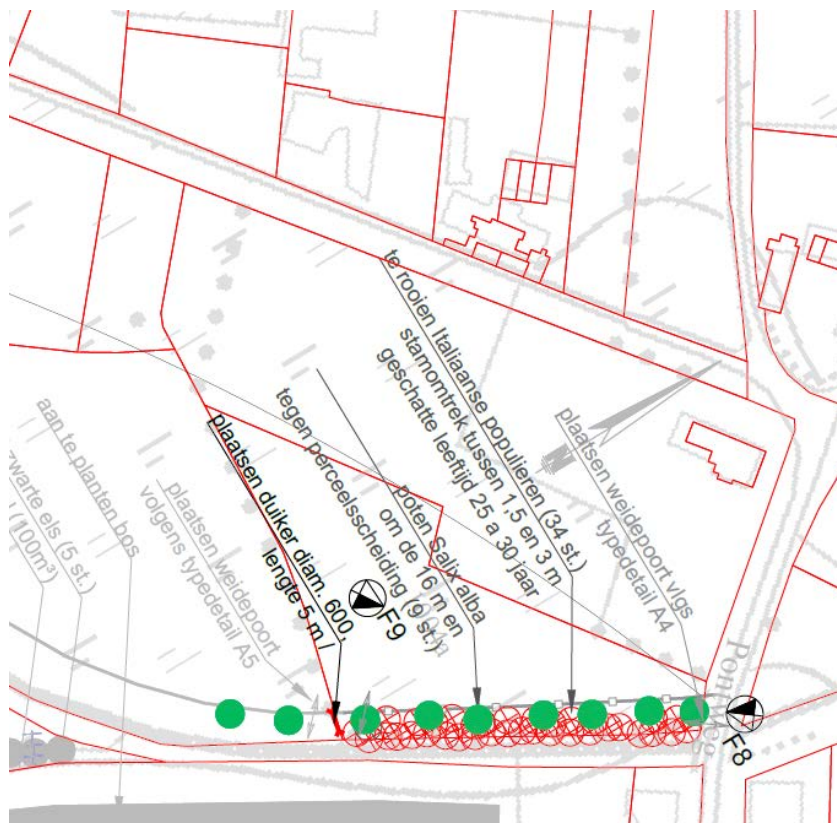 te rooien Italiaanse populieren (34 st.)
stamomtrek tussen 1,5 en 3 m
geschatte leeftijd 25 a 30 jaar
plaatsen weidepoort vlgs
typedetail A4
poten Salix alba
om de 16 m en
tegen perceelsscheiding (9 st.)
plaatsen duiker diam. 600,
lengte 5 m /
plaatsen weidepoort
volgens typedetail A5
aan te planten bos
zwarte els (5 st.)
(100m³)
F9
F8